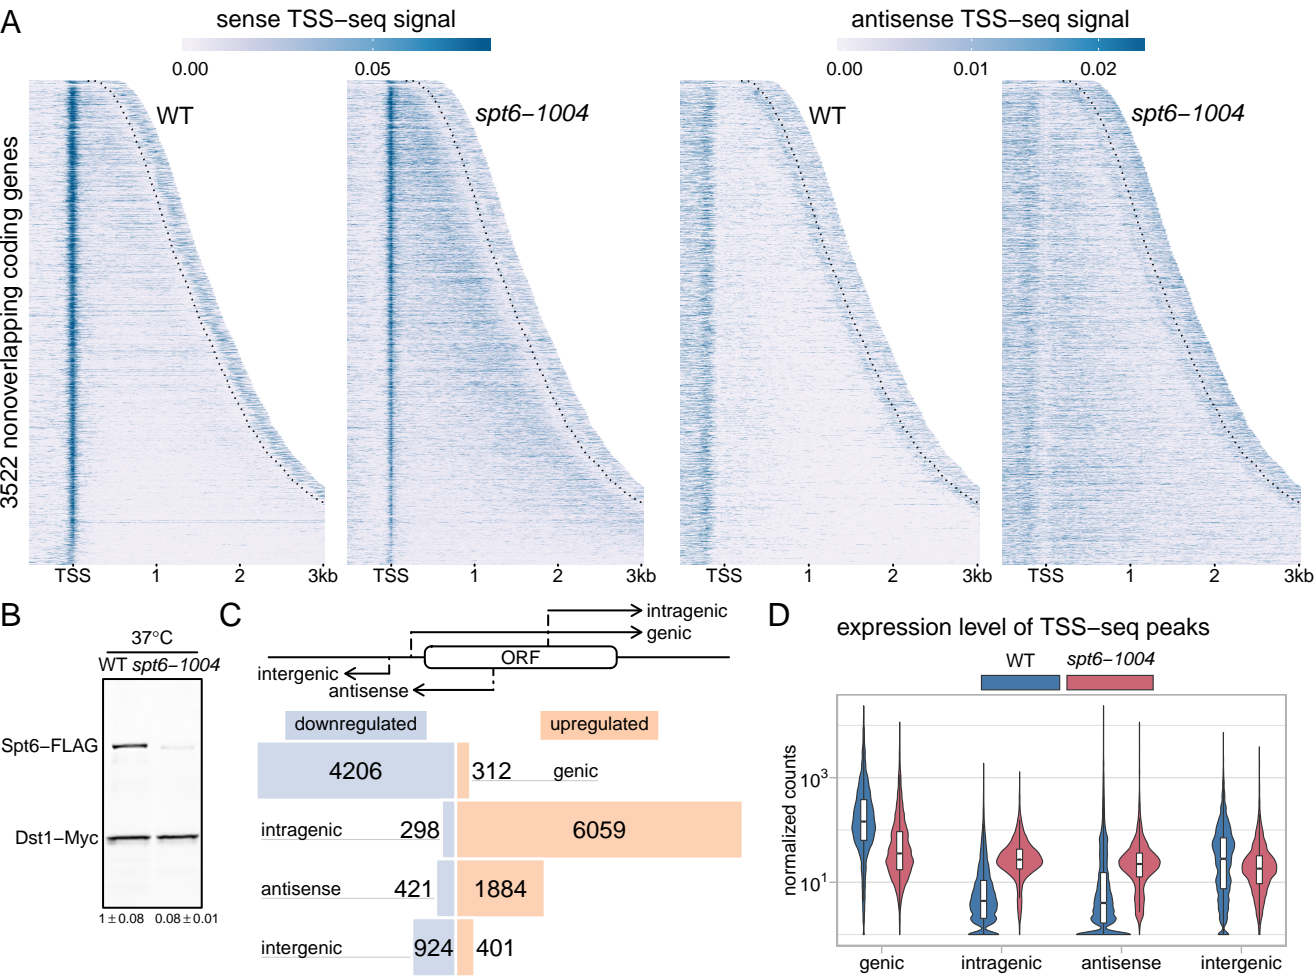 A
sense TSS−seq signal
antisense TSS−seq signal
0.00 0.05
0.00 0.01 0.02
WT
spt6−1004
WT
spt6−1004
3522 nonoverlapping coding genes
TSS 1 2 3kb
TSS 1 2 3kb
TSS 1 2 3kb
TSS 1 2 3kb
B
37°C
WT spt6−1004
Spt6−FLAG
Dst1−Myc
1±0.08 0.08±0.01
C
intragenic
genic
ORF
intergenic
antisense
downregulated
upregulated
4206 312 genic
intragenic 298 6059
antisense 421 1884
intergenic 924 401
D
expression level of TSS−seq peaks
WT spt6−1004
normalized counts
10³
10¹
genic intragenic antisense intergenic